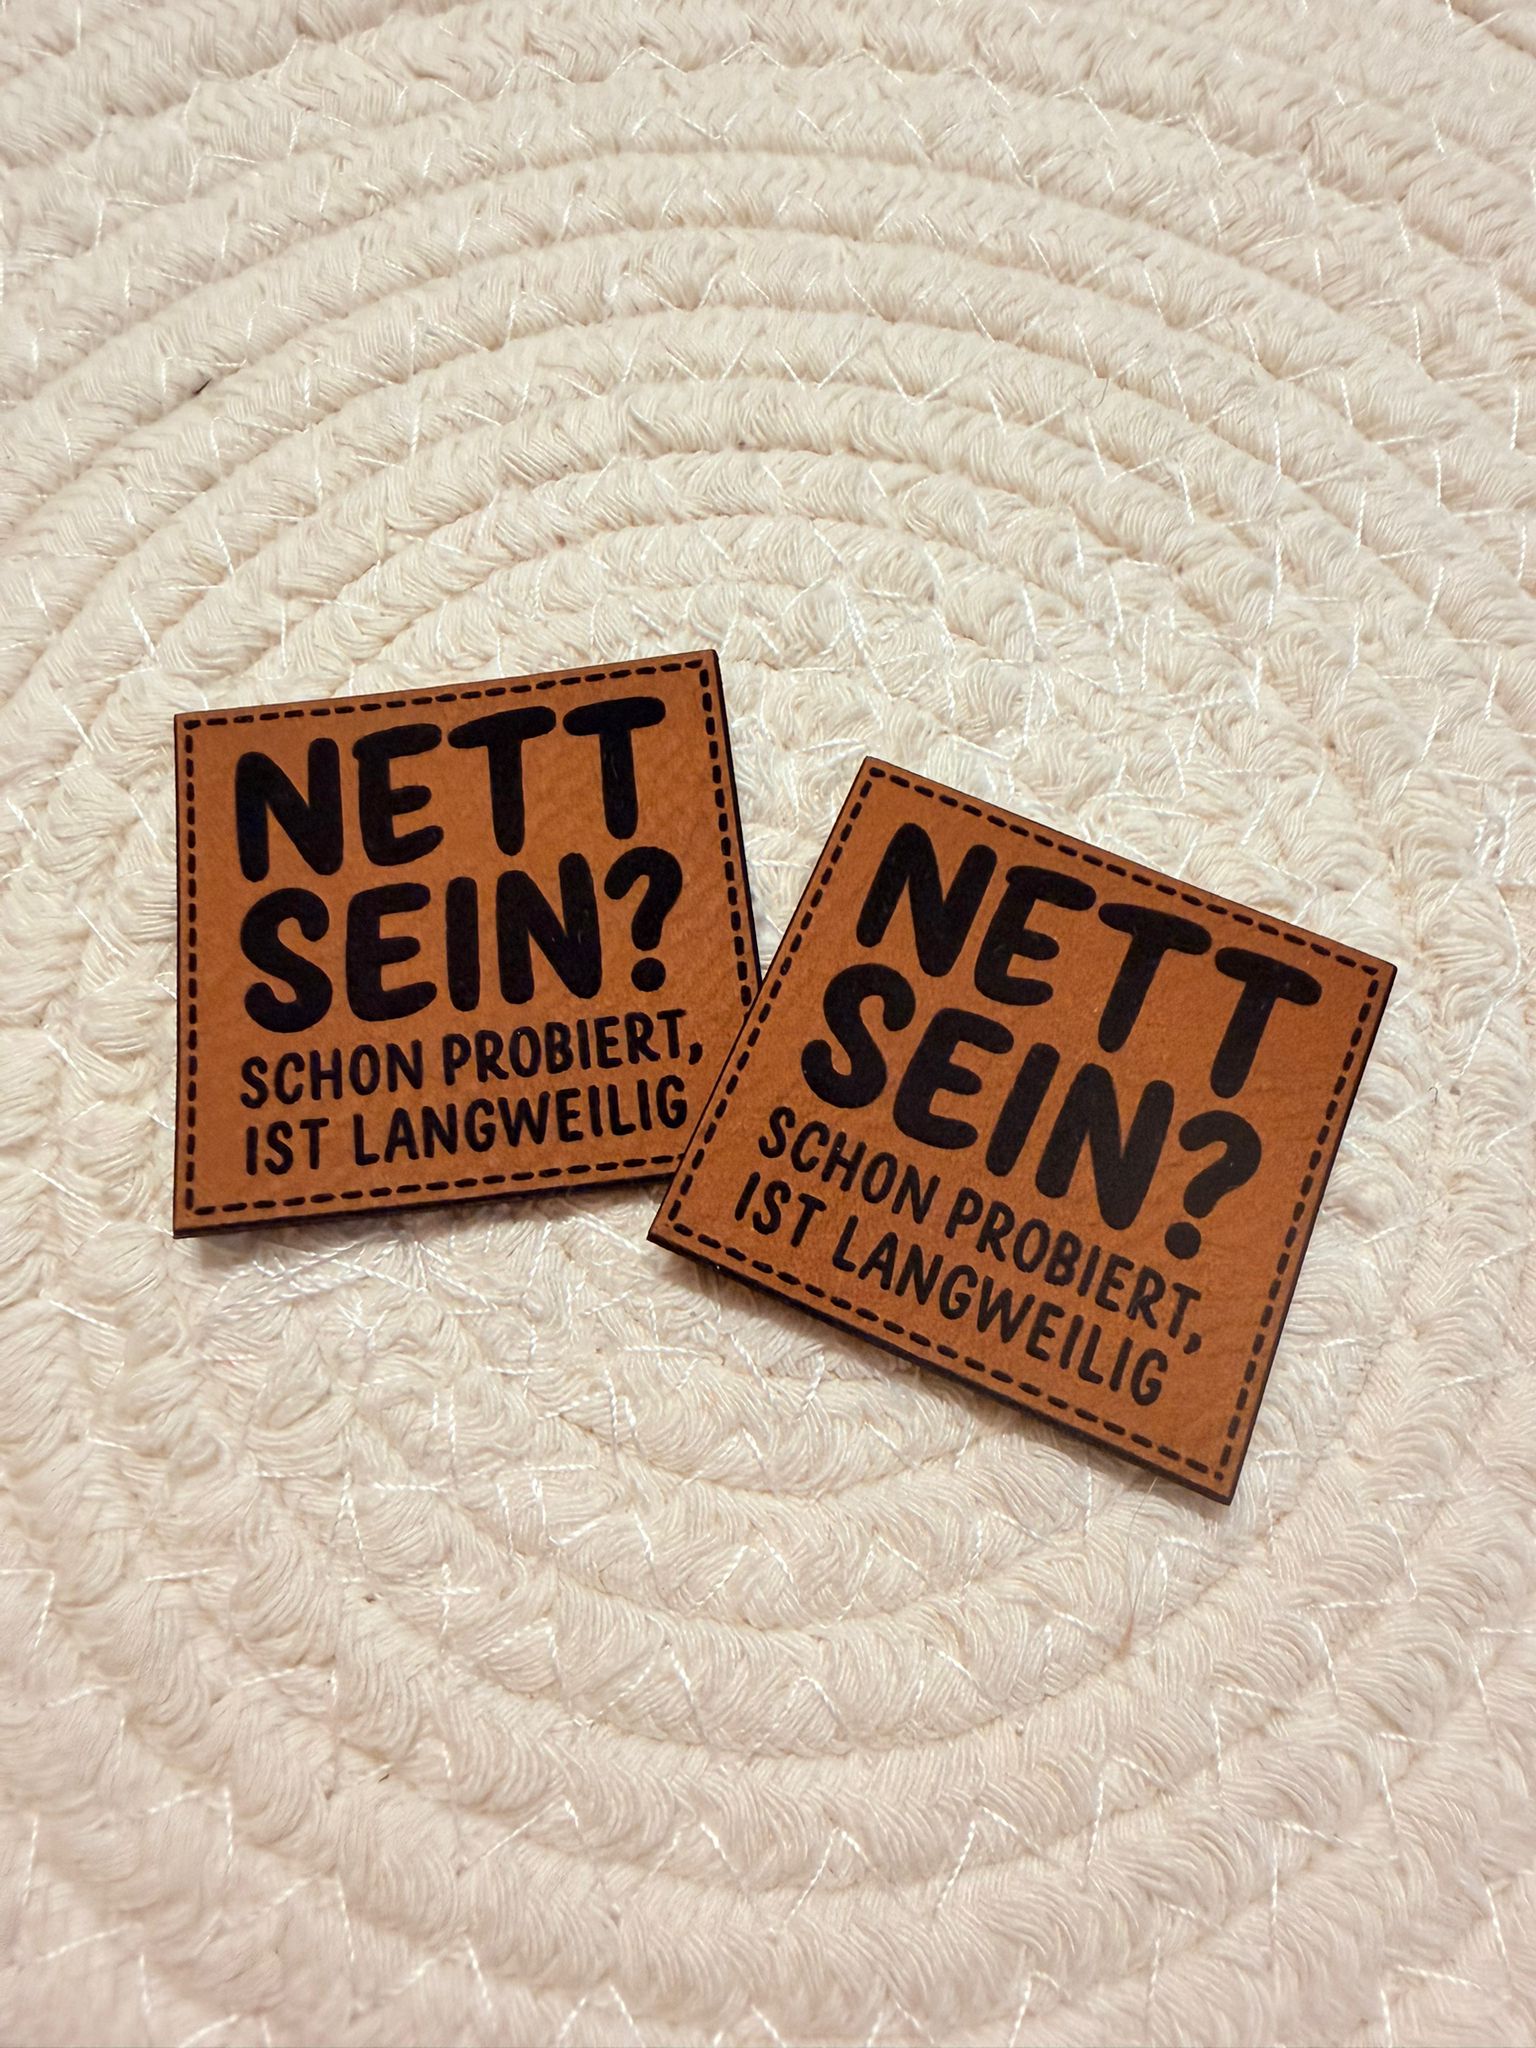 NETT
SEIN?
SCHON PROBIERT,
IST LANGWEILIG
NETT
SEIN?
SCHON PROBIERT,
IST LANGWEILIG